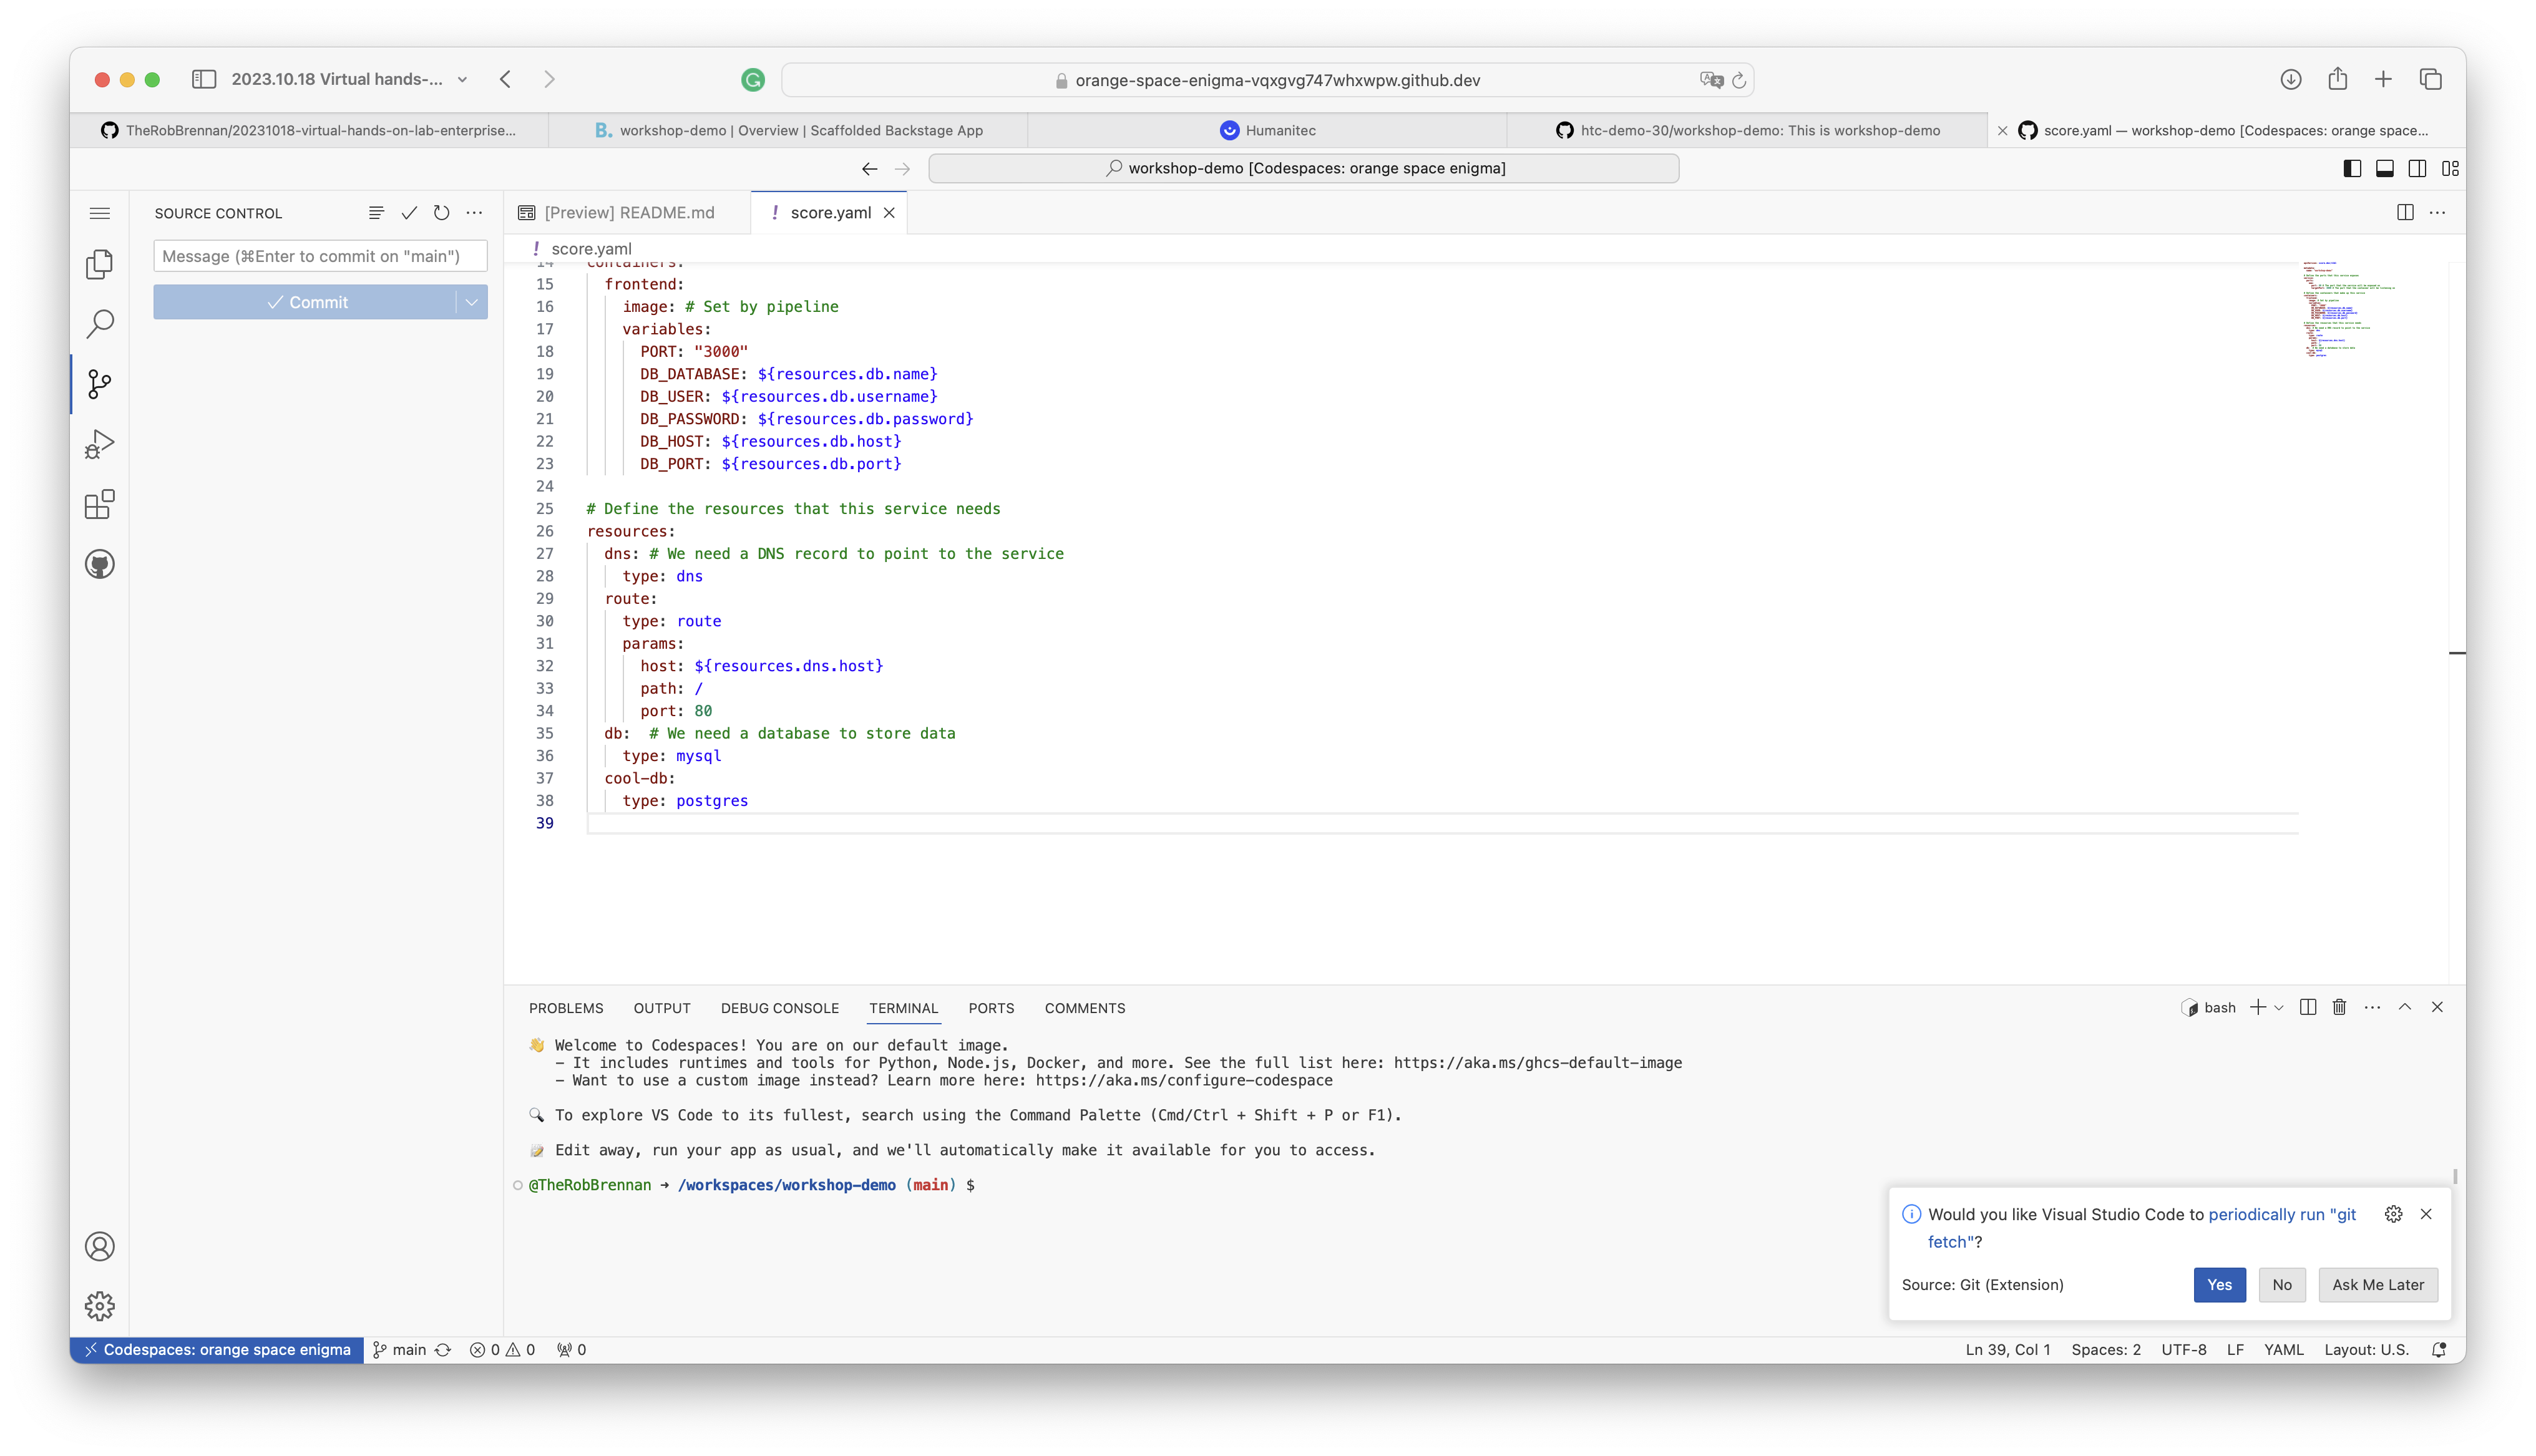 2023.10.18 Virtual hands-...
orange-space-enigma-vqxgvg747whxwpw.github.dev
TheRobBrennan/20231018-virtual-hands-on-lab-enterprise...
workshop-demo | Overview | Scaffolded Backstage App
Humanitec
htc-demo-30/workshop-demo: This is workshop-demo
score.yaml — workshop-demo [Codespaces: orange space...
workshop-demo [Codespaces: orange space enigma]
SOURCE CONTROL
Message (⌘Enter to commit on "main")
Commit
[Preview] README.md
! score.yaml
! score.yaml
14 containers:
15 frontend:
16 image: # Set by pipeline
17 variables:
18 PORT: "3000"
19 DB_DATABASE: ${resources.db.name}
20 DB_USER: ${resources.db.username}
21 DB_PASSWORD: ${resources.db.password}
22 DB_HOST: ${resources.db.host}
23 DB_PORT: ${resources.db.port}
24
25 # Define the resources that this service needs
26 resources:
27 dns: # We need a DNS record to point to the service
28 type: dns
29 route:
30 type: route
31 params:
32 host: ${resources.dns.host}
33 path: /
34 port: 80
35 db:  # We need a database to store data
36 type: mysql
37 cool-db:
38 type: postgres
39
PROBLEMS OUTPUT DEBUG CONSOLE TERMINAL PORTS COMMENTS
bash
👋 Welcome to Codespaces! You are on our default image.
- It includes runtimes and tools for Python, Node.js, Docker, and more. See the full list here: https://aka.ms/ghcs-default-image
- Want to use a custom image instead? Learn more here: https://aka.ms/configure-codespace
🔍 To explore VS Code to its fullest, search using the Command Palette (Cmd/Ctrl + Shift + P or F1).
📝 Edit away, run your app as usual, and we'll automatically make it available for you to access.
@TheRobBrennan → /workspaces/workshop-demo (main) $
Would you like Visual Studio Code to periodically run "git
fetch"?
Source: Git (Extension)
Yes
No
Ask Me Later
Codespaces: orange space enigma
main
0 0
0
Ln 39, Col 1
Spaces: 2
UTF-8
LF
YAML
Layout: U.S.